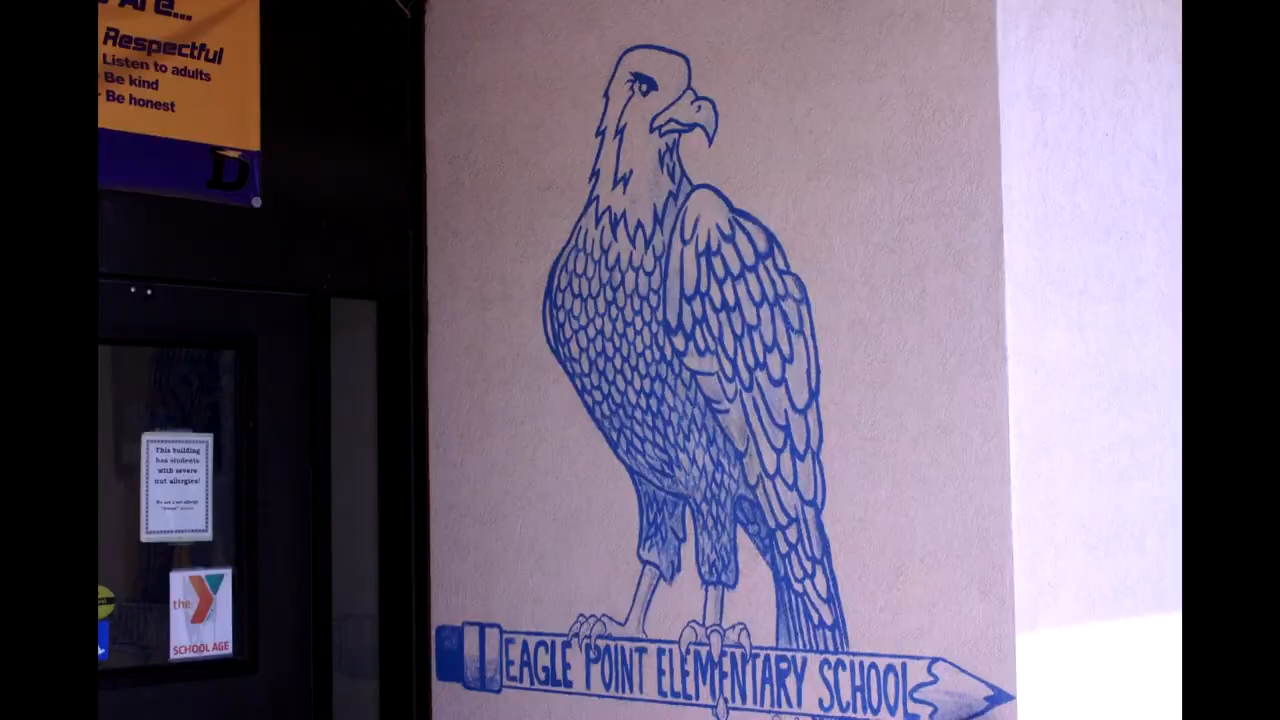 Are...
Respectful
Listen to adults
- Be kind
- Be honest
D
This building
has students
with severe
nut allergies!
the Y
SCHOOL AGE
EAGLE POINT ELEMENTARY SCHOOL